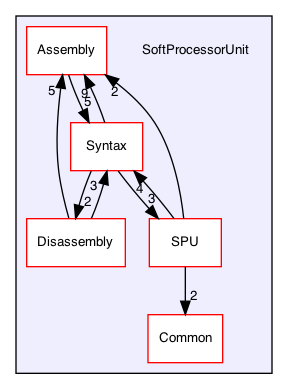 Assembly
SoftProcessorUnit
5
9
5
2
Syntax
3
2
4
3
Disassembly
SPU
2
Common